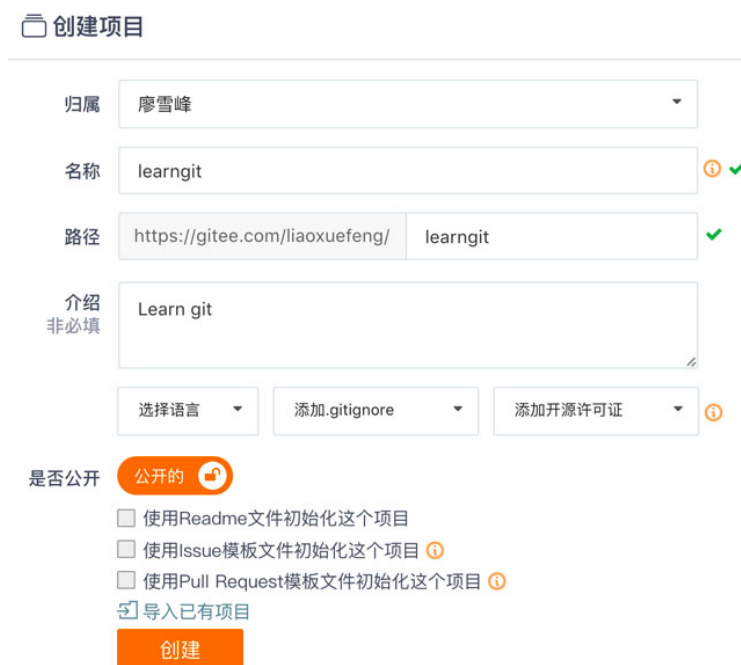 创建项目
归属 廖雪峰
名称 learngit
路径 https://gitee.com/liaoxuefeng/ learngit
介绍 Learn git
非必填
选择语言 添加.gitignore 添加开源许可证
是否公开 公开的
使用Readme文件初始化这个项目
使用Issue模板文件初始化这个项目
使用Pull Request模板文件初始化这个项目
导入已有项目
创建